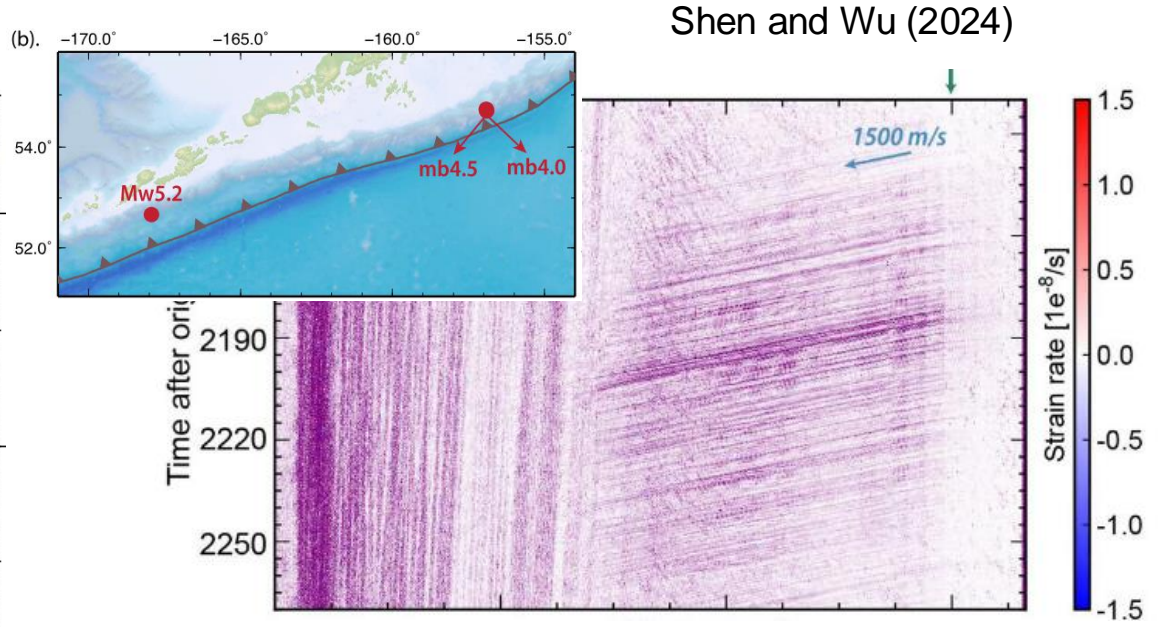 Shen and Wu (2024)
(b).
−170.0˚ −165.0˚ −160.0˚ −155.0˚
54.0˚
52.0˚
Mw5.2
mb4.5
mb4.0
1500 m/s
Time after
2190
2220
2250
Strain rate [1e⁻⁸/s]
1.5
1.0
0.5
0.0
-0.5
-1.0
-1.5